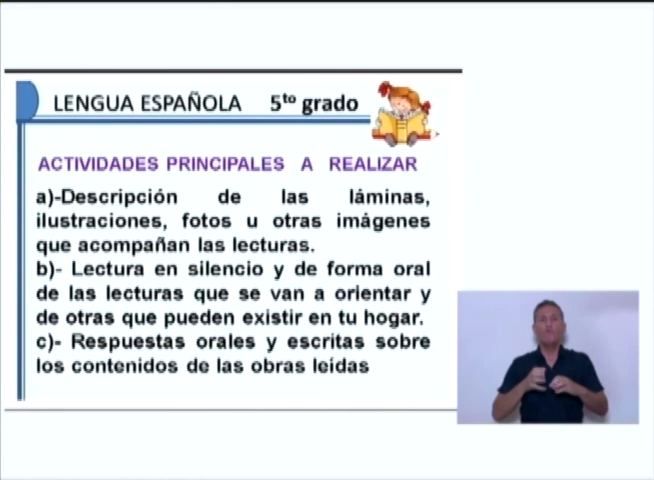 LENGUA ESPAÑOLA 5to grado
ACTIVIDADES PRINCIPALES A REALIZAR
a)-Descripción de las láminas,
ilustraciones, fotos u otras imágenes
que acompañan las lecturas.
b)- Lectura en silencio y de forma oral
de las lecturas que se van a orientar y
de otras que pueden existir en tu hogar.
c)- Respuestas orales y escritas sobre
los contenidos de las obras leídas